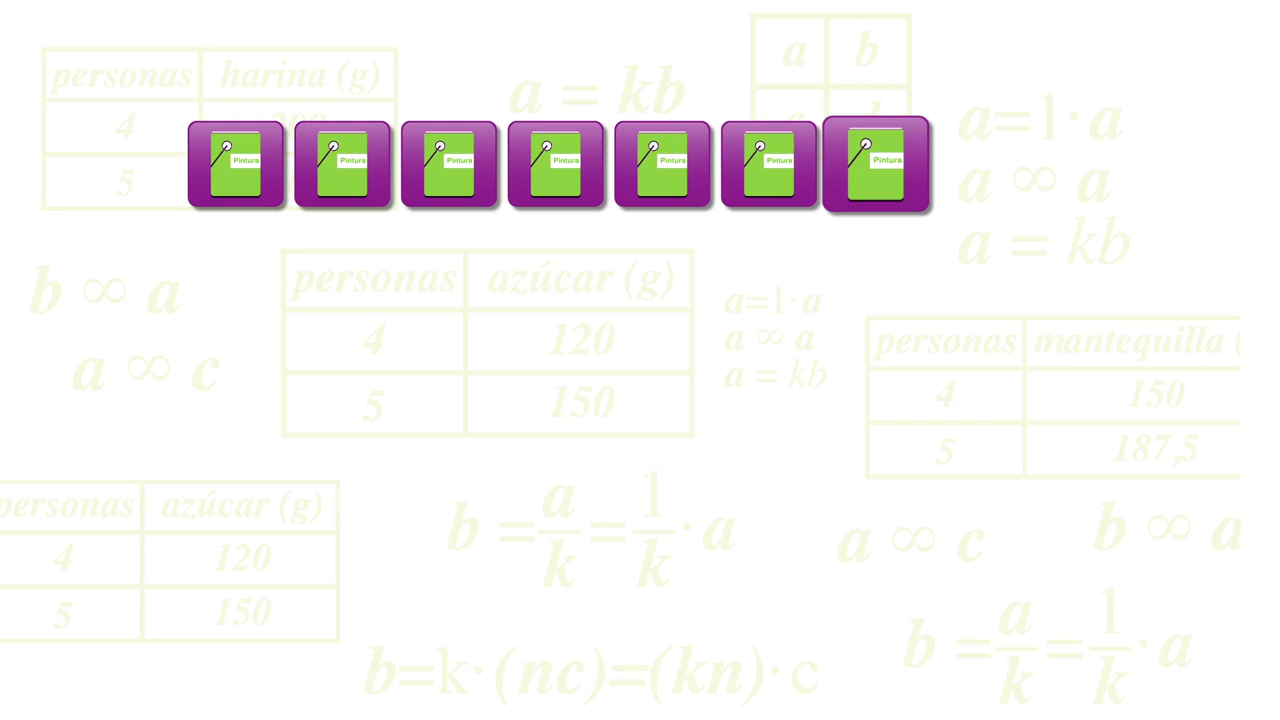 personas harina (g)
4
5
a = kb
a b
a=1·a
a ∞ a
a = kb
Pintura Pintura Pintura Pintura Pintura Pintura Pintura
b ∞ a
a ∞ c
personas azúcar (g)
4 120
5 150
a=1·a
a ∞ a
a = kb
personas mantequilla (
4 150
5 187,5
personas azúcar (g)
4 120
5 150
b = a/k = 1/k · a
a ∞ c
b ∞ a
b = a/k = 1/k · a
b=k·(nc)=(kn)·c